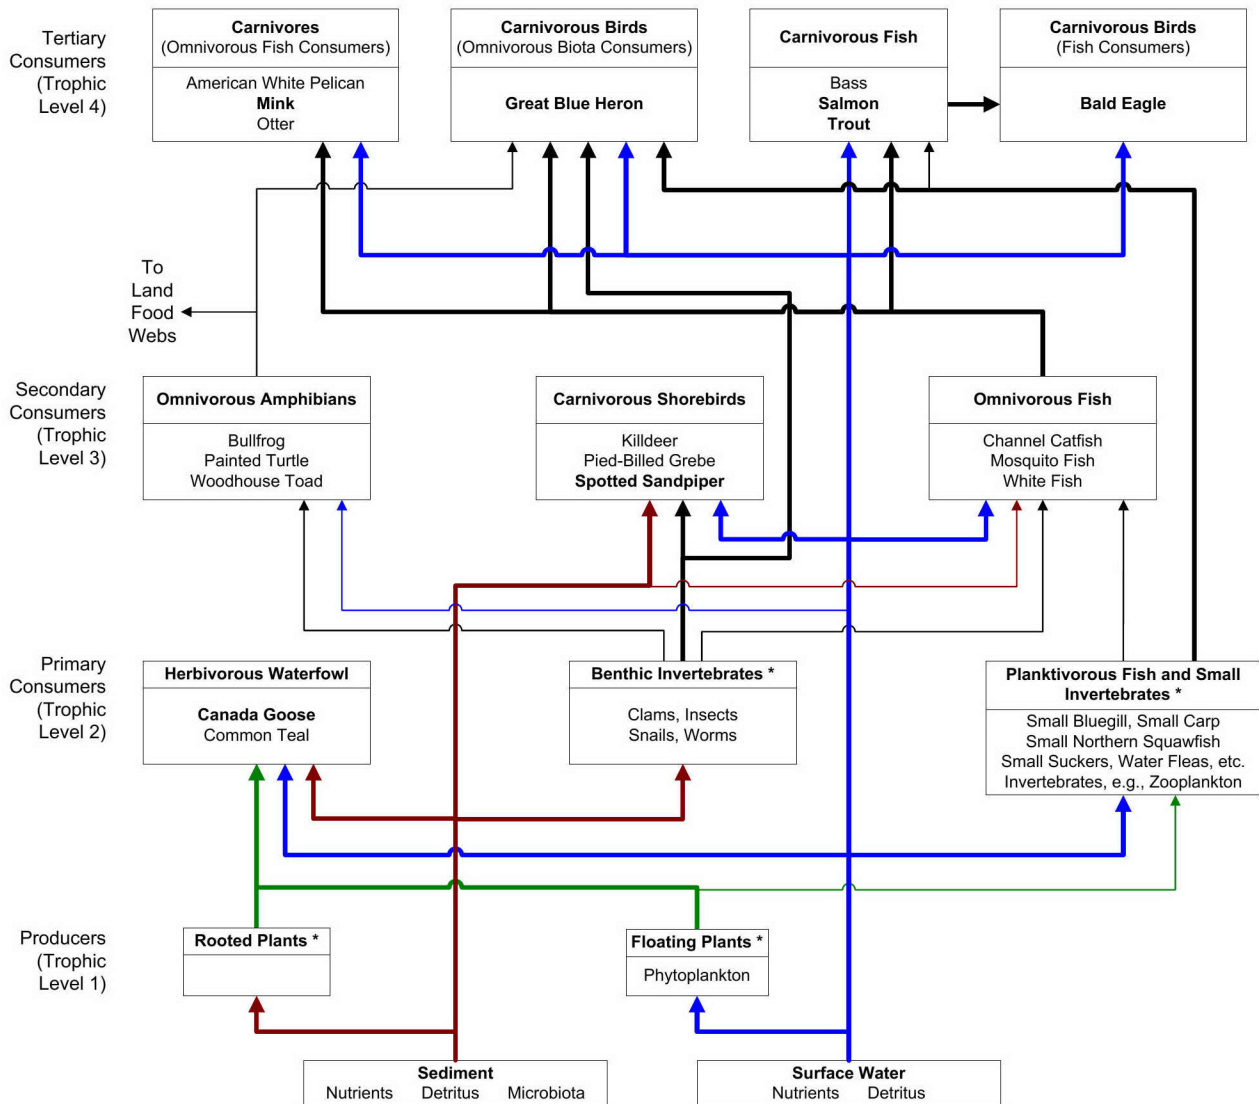 Tertiary
Consumers
(Trophic
Level 4)
Carnivores
(Omnivorous Fish Consumers)
American White Pelican
Mink
Otter
Carnivorous Birds
(Omnivorous Biota Consumers)
Great Blue Heron
Carnivorous Fish
Bass
Salmon
Trout
Carnivorous Birds
(Fish Consumers)
Bald Eagle
To
Land
Food
Webs
Secondary
Consumers
(Trophic
Level 3)
Omnivorous Amphibians
Bullfrog
Painted Turtle
Woodhouse Toad
Carnivorous Shorebirds
Killdeer
Pied-Billed Grebe
Spotted Sandpiper
Omnivorous Fish
Channel Catfish
Mosquito Fish
White Fish
Primary
Consumers
(Trophic
Level 2)
Herbivorous Waterfowl
Canada Goose
Common Teal
Benthic Invertebrates *
Clams, Insects
Snails, Worms
Planktivorous Fish and Small
Invertebrates *
Small Bluegill, Small Carp
Small Northern Squawfish
Small Suckers, Water Fleas, etc.
Invertebrates, e.g., Zooplankton
Producers
(Trophic
Level 1)
Rooted Plants *
Floating Plants *
Phytoplankton
Sediment
Nutrients Detritus Microbiota
Surface Water
Nutrients Detritus